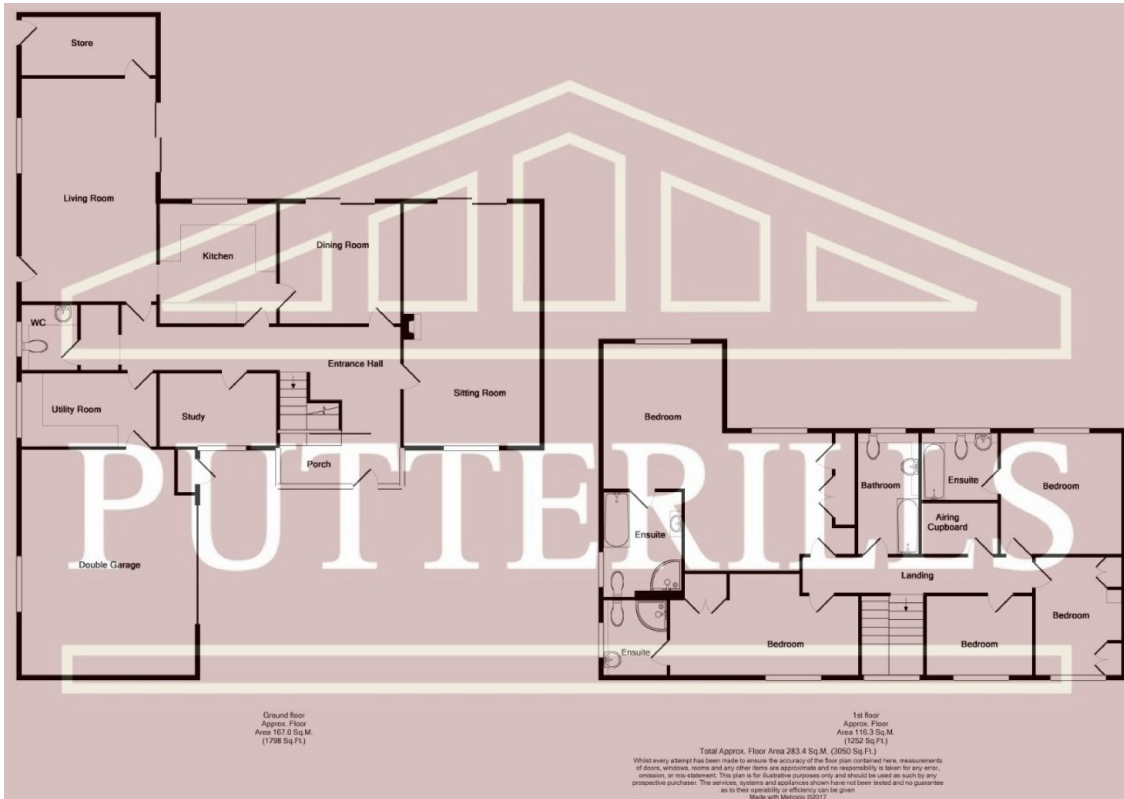 Store
Living Room
Kitchen
Dining Room
WC
Entrance Hall
Sitting Room
Utility Room
Study
Porch
Double Garage
PUTTERILLS
Bedroom
Bathroom
Ensuite
Bedroom
Airing
Cupboard
Ensuite
Landing
Bedroom
Ensuite
Bedroom
Bedroom
Ground floor
Approx. Floor
Area 167.0 Sq.M.
(1798 Sq.Ft.)
1st floor
Approx. Floor
Area 116.3 Sq.M.
(1252 Sq.Ft.)
Total Approx. Floor Area 283.4 Sq.M. (3050 Sq.Ft.)
Whilst every attempt has been made to ensure the accuracy of the floor plan contained here, measurements
of doors, windows, rooms and any other items are approximate and no responsibility is taken for any error,
omission, or mis-statement. This plan is for illustrative purposes only and should be used as such by any
prospective purchaser. The services, systems and appliances shown have not been tested and no guarantee
as to their operability or efficiency can be given
Made with Metropix ©2017